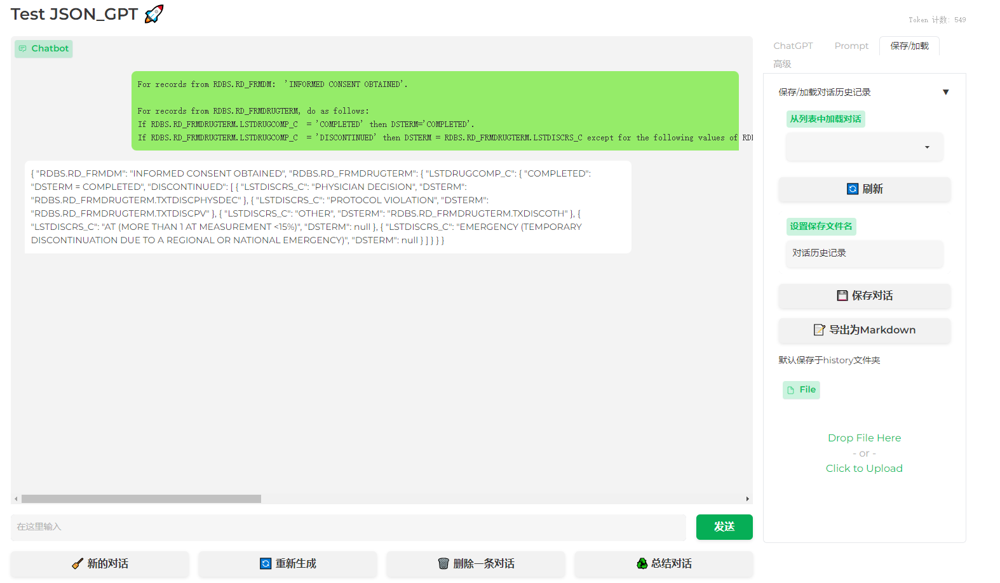 Test JSON_GPT 🚀
Token 计数: 549
Chatbot
For records from RDBS.RD_FRMDM: 'INFORMED CONSENT OBTAINED'.
For records from RDBS.RD_FRMDRUGTERM, do as follows:
If RDBS.RD_FRMDRUGTERM.LSTDRUGCOMP_C = 'COMPLETED' then DSTERM='COMPLETED'.
If RDBS.RD_FRMDRUGTERM.LSTDRUGCOMP_C = 'DISCONTINUED' then DSTERM = RDBS.RD_FRMDRUGTERM.LSTDISCRS_C except for the following values of
{ "RDBS.RD_FRMDM": "INFORMED CONSENT OBTAINED", "RDBS.RD_FRMDRUGTERM": { "LSTDRUGCOMP_C": { "COMPLETED":
"DSTERM = COMPLETED", "DISCONTINUED": [ { "LSTDISCRS_C": "PHYSICIAN DECISION", "DSTERM":
"RDBS.RD_FRMDRUGTERM.TXTDISCPHYSDEC" }, { "LSTDISCRS_C": "PROTOCOL VIOLATION", "DSTERM":
"RDBS.RD_FRMDRUGTERM.TXTDISCPV" }, { "LSTDISCRS_C": "OTHER", "DSTERM": "RDBS.RD_FRMDRUGTERM.TXDISCOTH" }, {
"LSTDISCRS_C": "AT (MORE THAN 1 AT MEASUREMENT <15%)", "DSTERM": null }, { "LSTDISCRS_C": "EMERGENCY (TEMPORARY
DISCONTINUATION DUE TO A REGIONAL OR NATIONAL EMERGENCY)", "DSTERM": null } ] } } }
在这里输入
发送
新的对话
重新生成
删除一条对话
总结对话
ChatGPT
Prompt
保存/加载
高级
保存/加载对话历史记录
从列表中加载对话
刷新
设置保存文件名
对话历史记录
保存对话
导出为Markdown
默认保存于history文件夹
File
Drop File Here
- or -
Click to Upload